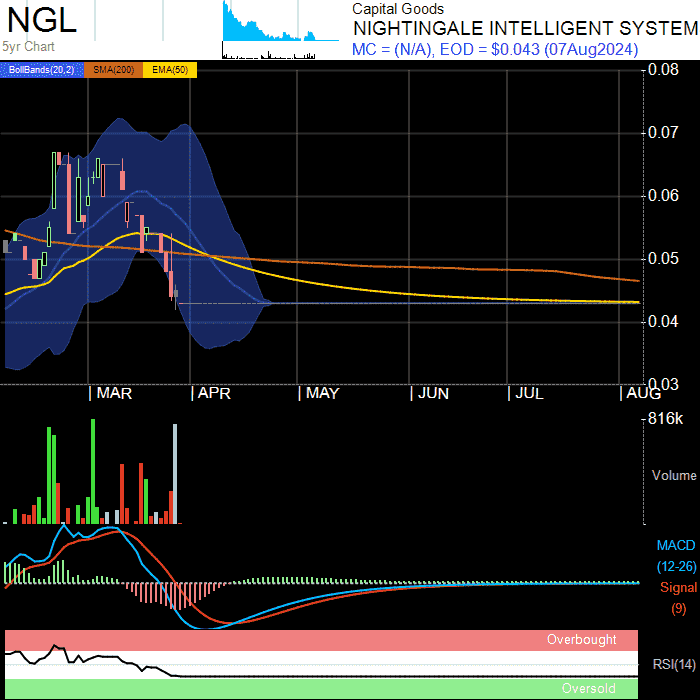 NGL
5yr Chart
Capital Goods
NIGHTINGALE INTELLIGENT SYSTEM
MC = (N/A), EOD = $0.043 (07Aug2024)
BollBands(20,2) SMA(200) EMA(50)
0.08
0.07
0.06
0.05
0.04
0.03
MAR APR MAY JUN JUL AUG
816k
Volume
MACD
(12-26)
Signal
(9)
Overbought
RSI(14)
Oversold